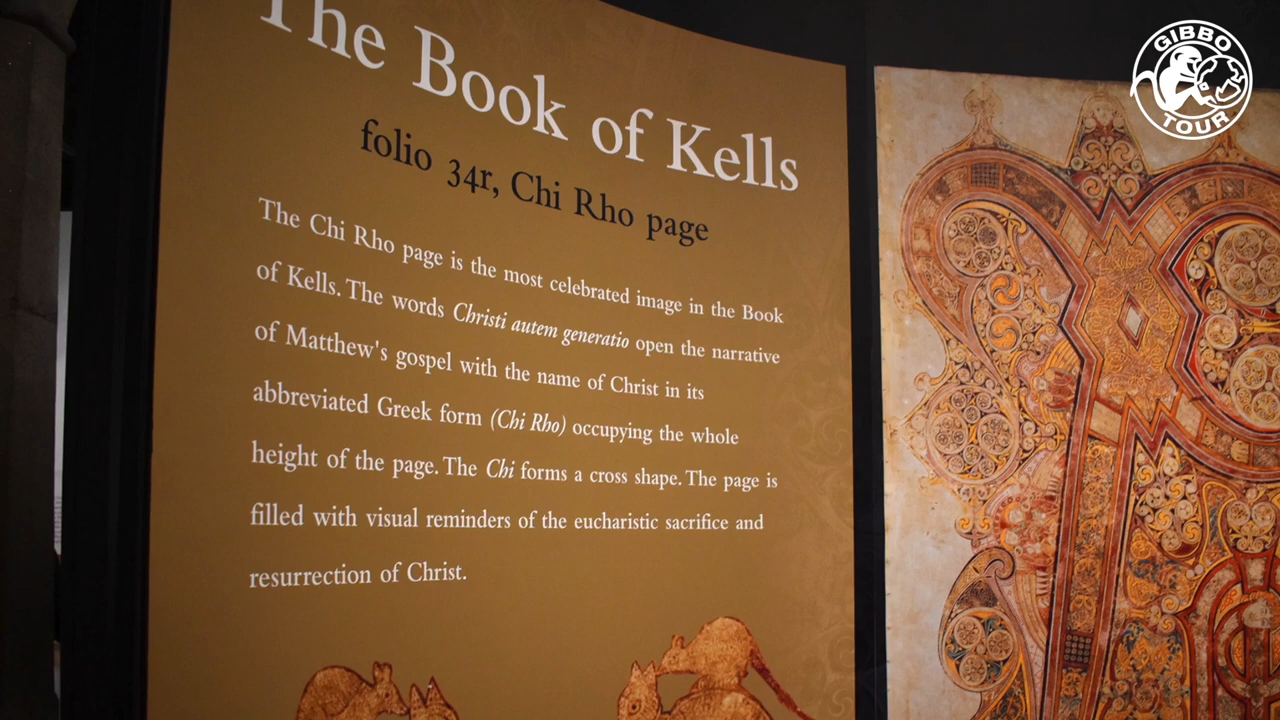 The Book of Kells
folio 34r, Chi Rho page
The Chi Rho page is the most celebrated image in the Book
of Kells. The words Christi autem generatio open the narrative
of Matthew's gospel with the name of Christ in its
abbreviated Greek form (Chi Rho) occupying the whole
height of the page. The Chi forms a cross shape. The page is
filled with visual reminders of the eucharistic sacrifice and
resurrection of Christ.
GIBBO
TOUR